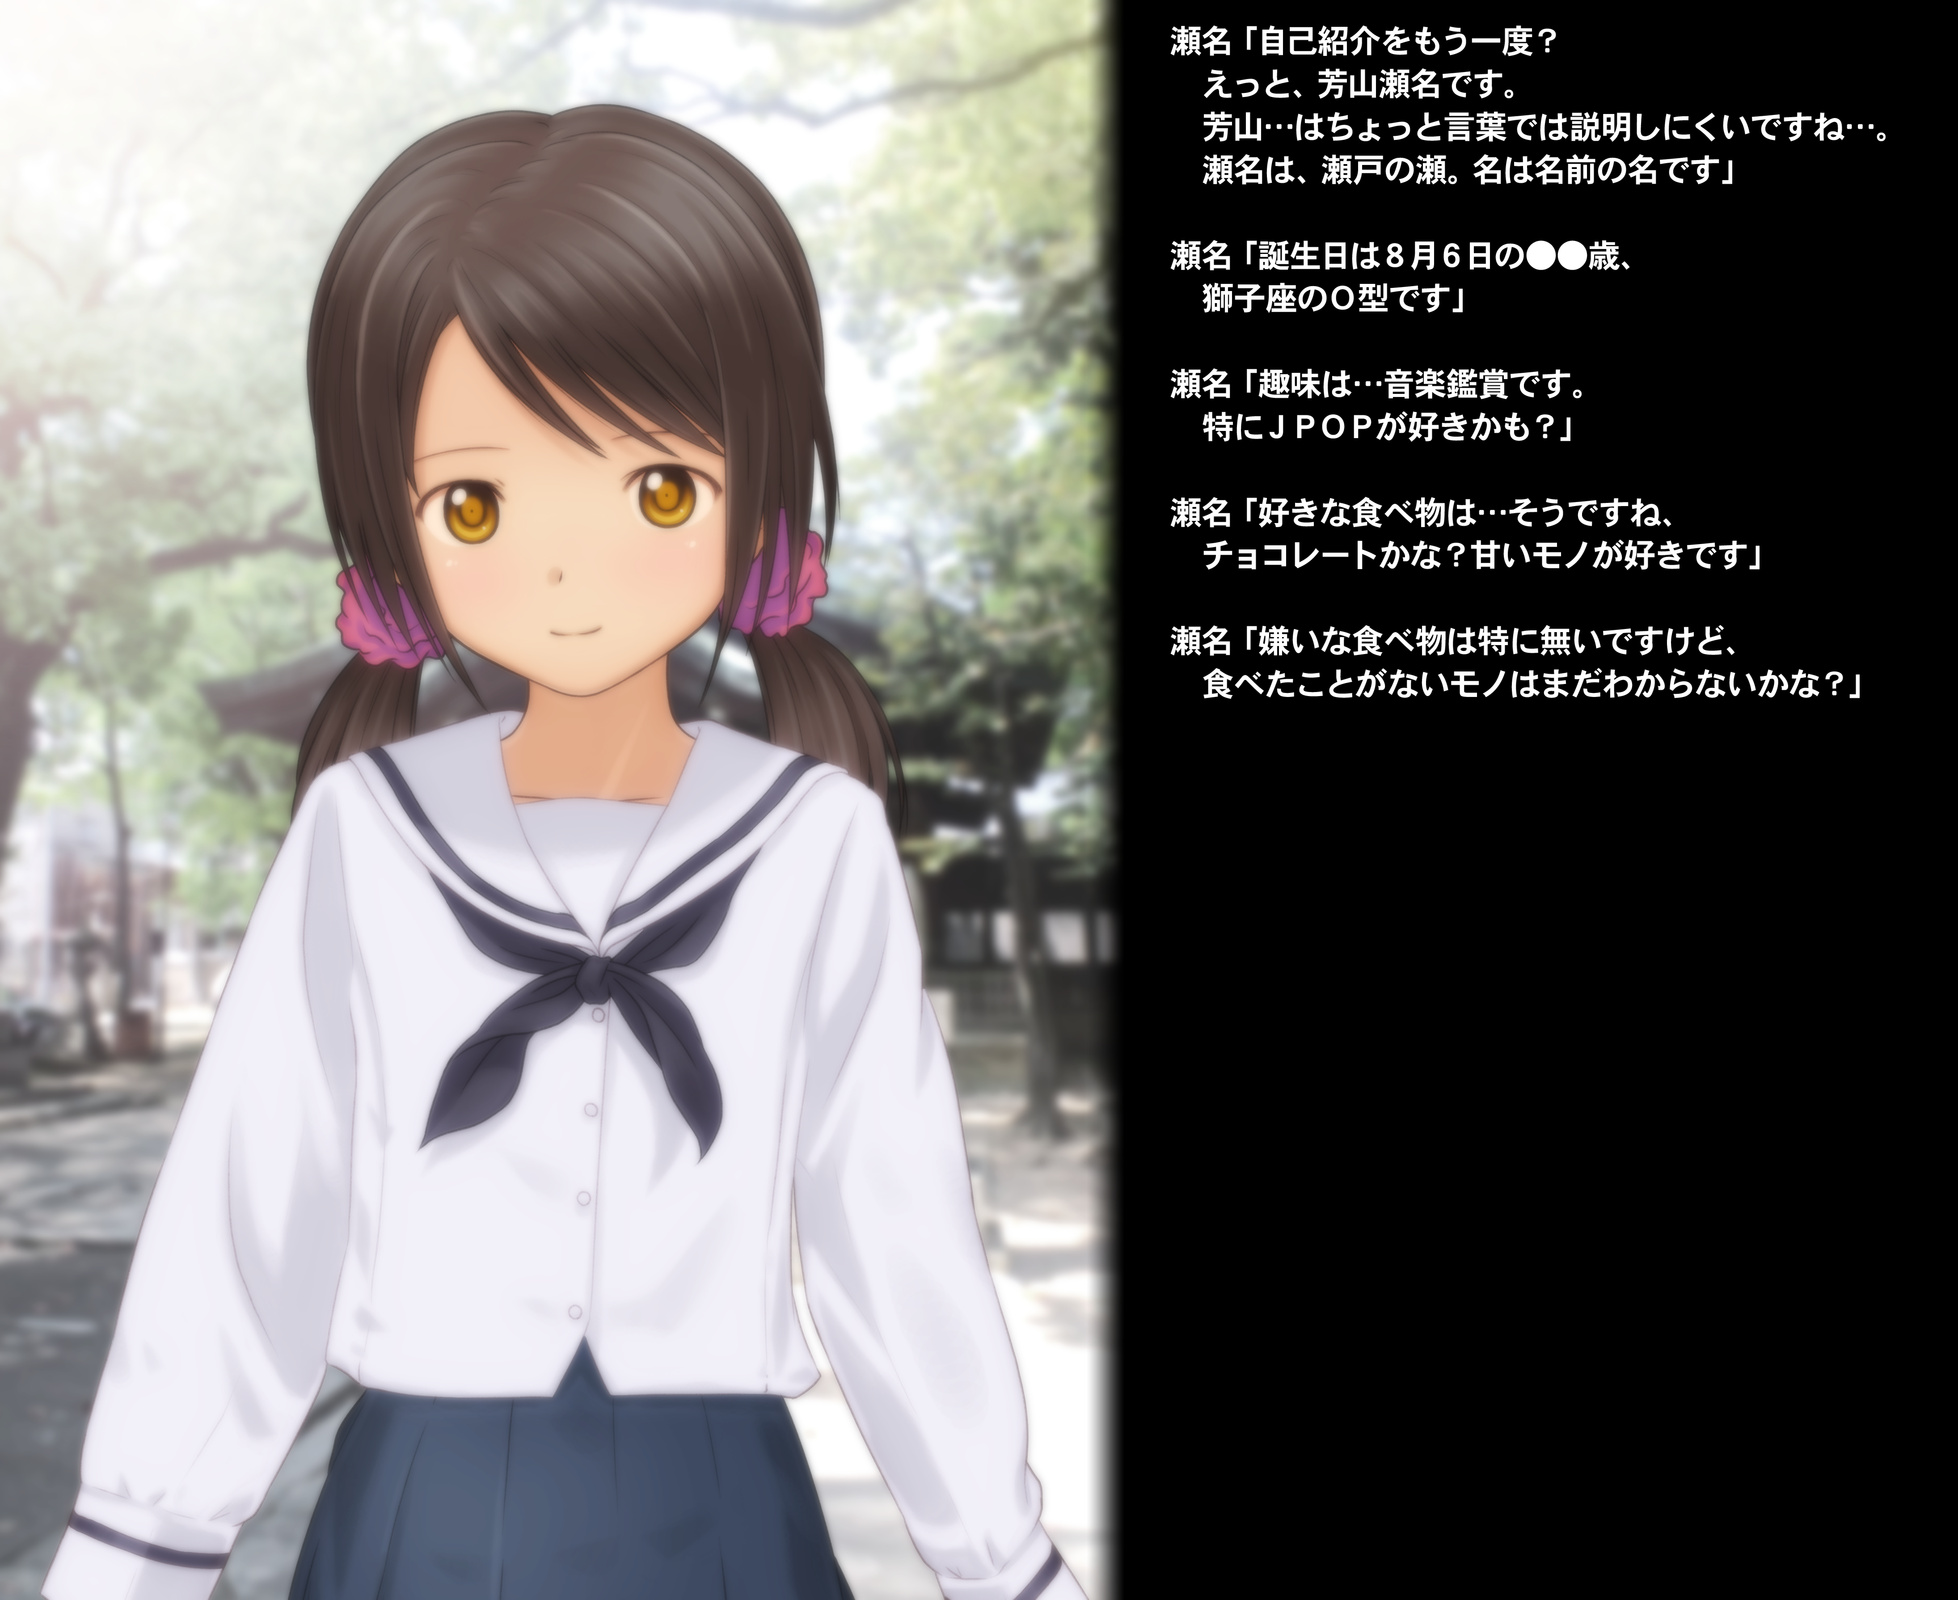 瀬名「自己紹介をもう一度？
えっと、芳山瀬名です。
芳山…はちょっと言葉では説明しにくいですね…。
瀬名は、瀬戸の瀬。名は名前の名です」
瀬名「誕生日は８月６日の●●歳、
獅子座のＯ型です」
瀬名「趣味は…音楽鑑賞です。
特にＪＰＯＰが好きかも？」
瀬名「好きな食べ物は…そうですね、
チョコレートかな？甘いモノが好きです」
瀬名「嫌いな食べ物は特に無いですけど、
食べたことがないモノはまだわからないかな？」